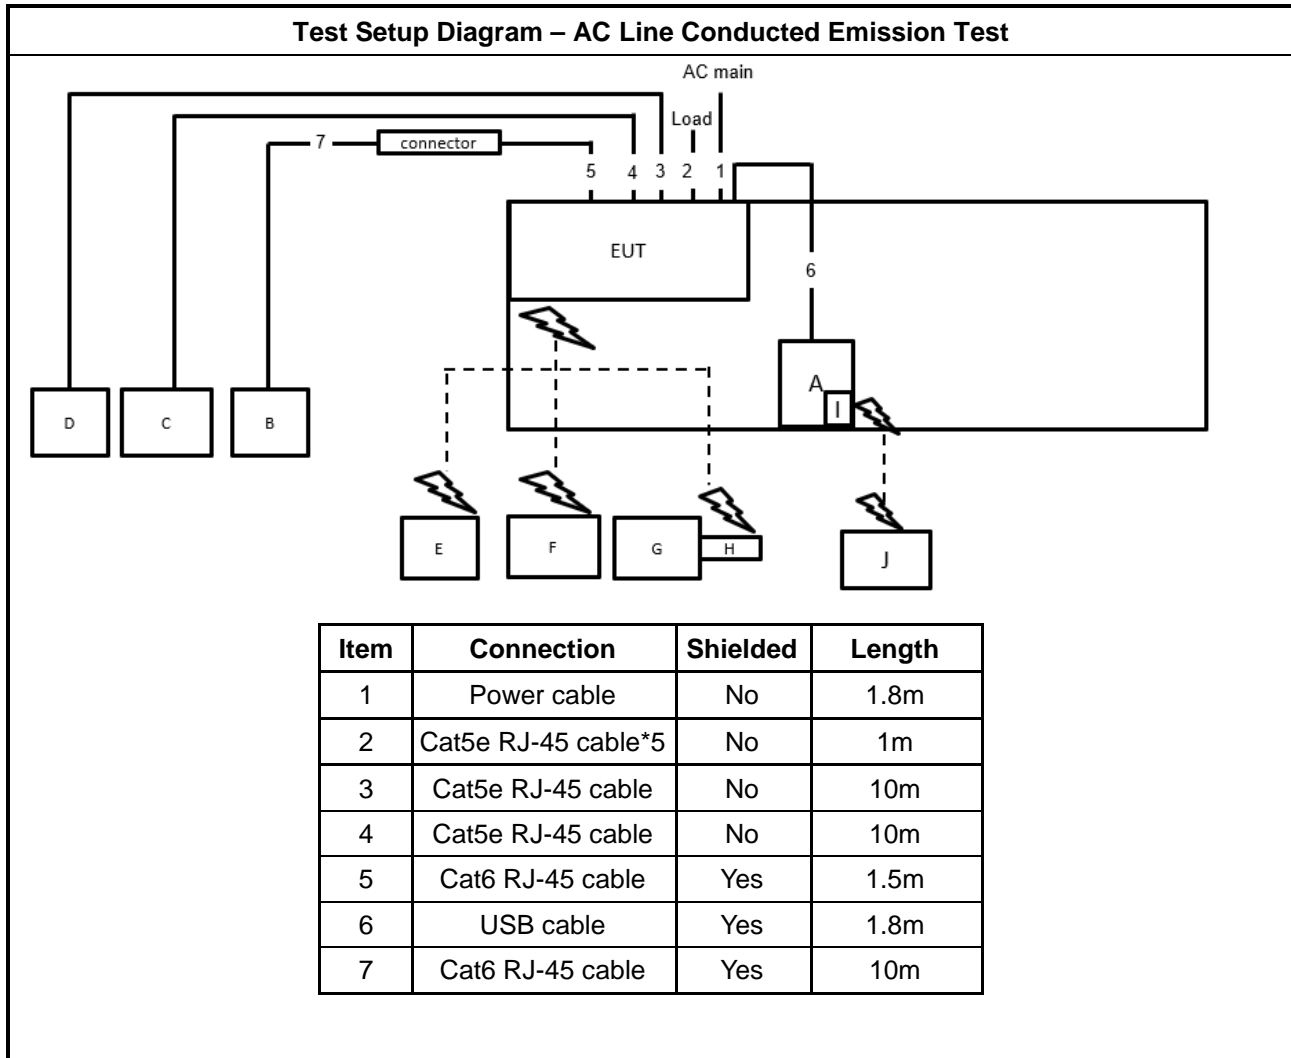 Test Setup Diagram – AC Line Conducted Emission Test
AC main
Load
7 connector
5 4 3 2 1
EUT
6
A
I
D C B
E F G H
J
Item Connection Shielded Length
1 Power cable No 1.8m
2 Cat5e RJ-45 cable*5 No 1m
3 Cat5e RJ-45 cable No 10m
4 Cat5e RJ-45 cable No 10m
5 Cat6 RJ-45 cable Yes 1.5m
6 USB cable Yes 1.8m
7 Cat6 RJ-45 cable Yes 10m